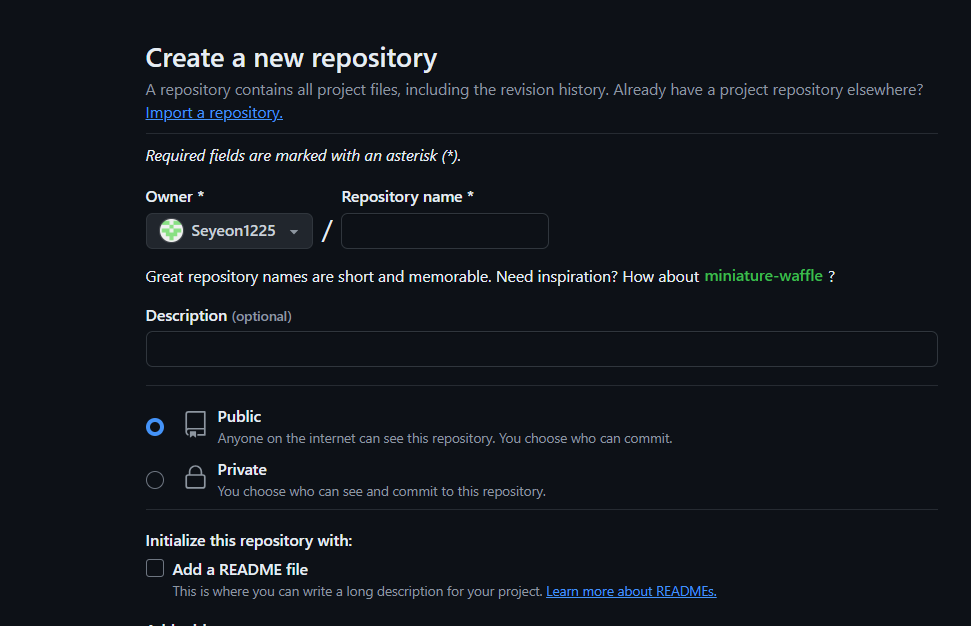 Create a new repository
A repository contains all project files, including the revision history. Already have a project repository elsewhere?
Import a repository.
Required fields are marked with an asterisk (*).
Owner * Repository name *
Seyeon1225 /
Great repository names are short and memorable. Need inspiration? How about miniature-waffle ?
Description (optional)
Public
Anyone on the internet can see this repository. You choose who can commit.
Private
You choose who can see and commit to this repository.
Initialize this repository with:
Add a README file
This is where you can write a long description for your project. Learn more about READMEs.